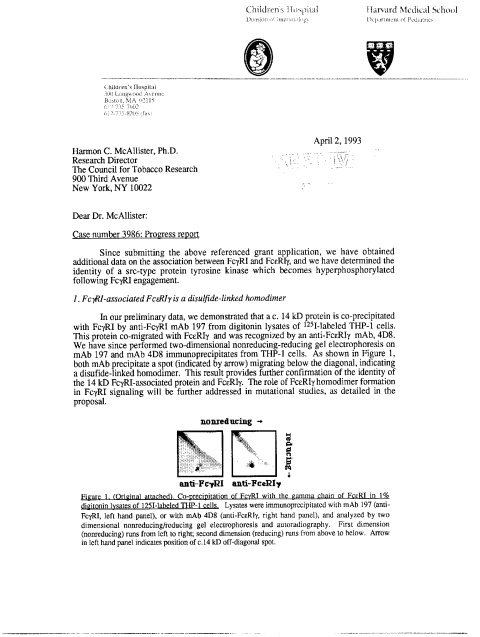 Children's Hospital
Division of Immunology
Harvard Medical School
Department of Pediatrics
Children's Hospital
300 Longwood Avenue
Boston, MA 02115
April 2, 1993
Harmon C. McAllister, Ph.D.
Research Director
The Council for Tobacco Research
900 Third Avenue
New York, NY 10022
Dear Dr. McAllister:
Case number 3986: Progress report
Since submitting the above referenced grant application, we have obtained
additional data on the association between FcγRI and FcεRIγ, and we have determined the
identity of a src-type protein tyrosine kinase which becomes hyperphosphorylated
following FcγRI engagement.
1. FcγRI-associated FcεRIγ is a disulfide-linked homodimer
In our preliminary data, we demonstrated that a c. 14 kD protein is co-precipitated
with FcγRI by anti-FcγRI mAb 197 from digitonin lysates of ¹²⁵I-labeled THP-1 cells.
This protein co-migrated with FcεRIγ and was recognized by an anti-FcεRIγ mAb, 4D8.
We have since performed two-dimensional nonreducing-reducing gel electrophoresis on
mAb 197 and mAb 4D8 immunoprecipitates from THP-1 cells. As shown in Figure 1,
both mAb precipitate a spot (indicated by arrow) migrating below the diagonal, indicating
a disulfide-linked homodimer. This result provides further confirmation of the identity of
the 14 kD FcγRI-associated protein and FcεRIγ. The role of FcεRIγ homodimer formation
in FcγRI signaling will be further addressed in mutational studies, as detailed in the
proposal.
nonreducing →
reducing →
anti-FcγRI anti-FcεRIγ
Figure 1. (Original attached). Co-precipitation of FcγRI with the gamma chain of FcεRI in 1%
digitonin lysates of 125I-labeled THP-1 cells. Lysates were immunoprecipitated with mAb 197 (anti-
FcγRI, left hand panel), or with mAb 4D8 (anti-FcεRIγ, right hand panel), and analyzed by two
dimensional nonreducing/reducing gel electrophoresis and autoradiography. First dimension
(nonreducing) runs from left to right; second dimension (reducing) runs from above to below. Arrow
in left hand panel indicates position of c.14 kD off-diagonal spot.